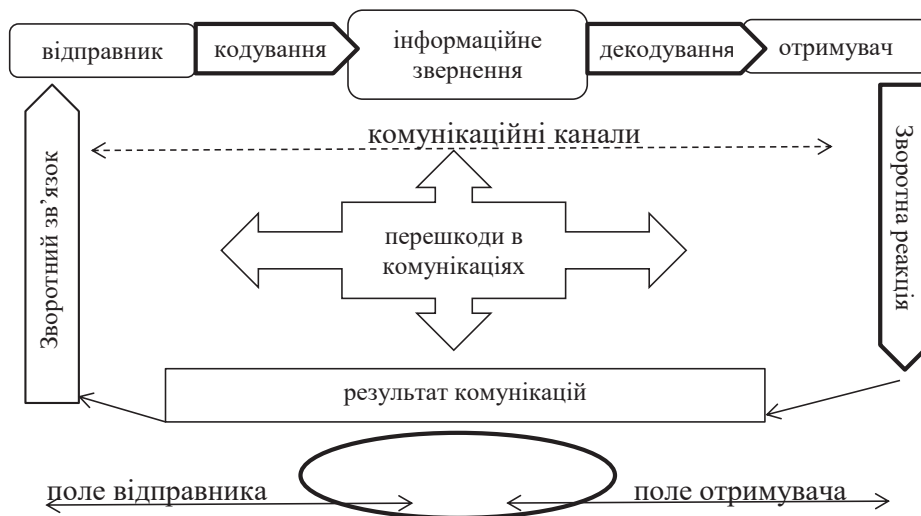 відправник
кодування
інформаційне
звернення
декодування
отримувач
комунікаційні канали
Зворотний зв’язок
перешкоди в
комунікаціях
Зворотна реакція
результат комунікацій
поле відправника
поле отримувача